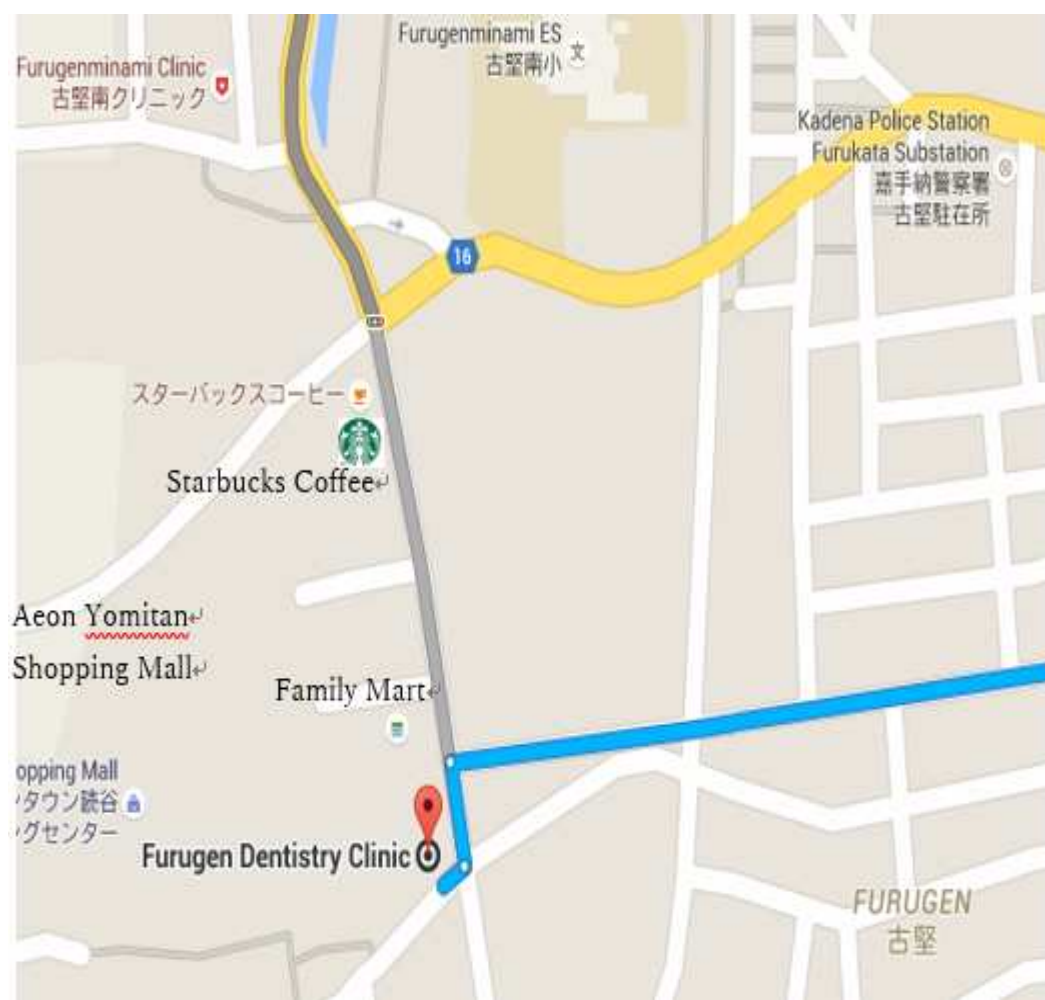 Furugenminami ES
古堅南小
文
Furugenminami Clinic
古堅南クリニック
Kadena Police Station
Furukata Substation
嘉手納警察署
古堅駐在所
16
スターバックスコーヒー
Starbucks Coffee
Aeon Yomitan
Shopping Mall
Family Mart
opping Mall
タウン読谷
グセンター
Furugen Dentistry Clinic
FURUGEN
古堅